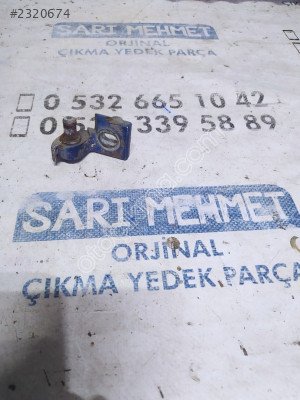 #2320674
SARI MEHMET
ORJİNAL
ÇIKMA YEDEK PARÇA
0 532 665 10 42
339 58 89
SARI MEHMET
ORJİNAL
ÇIKMA YEDEK PARÇA